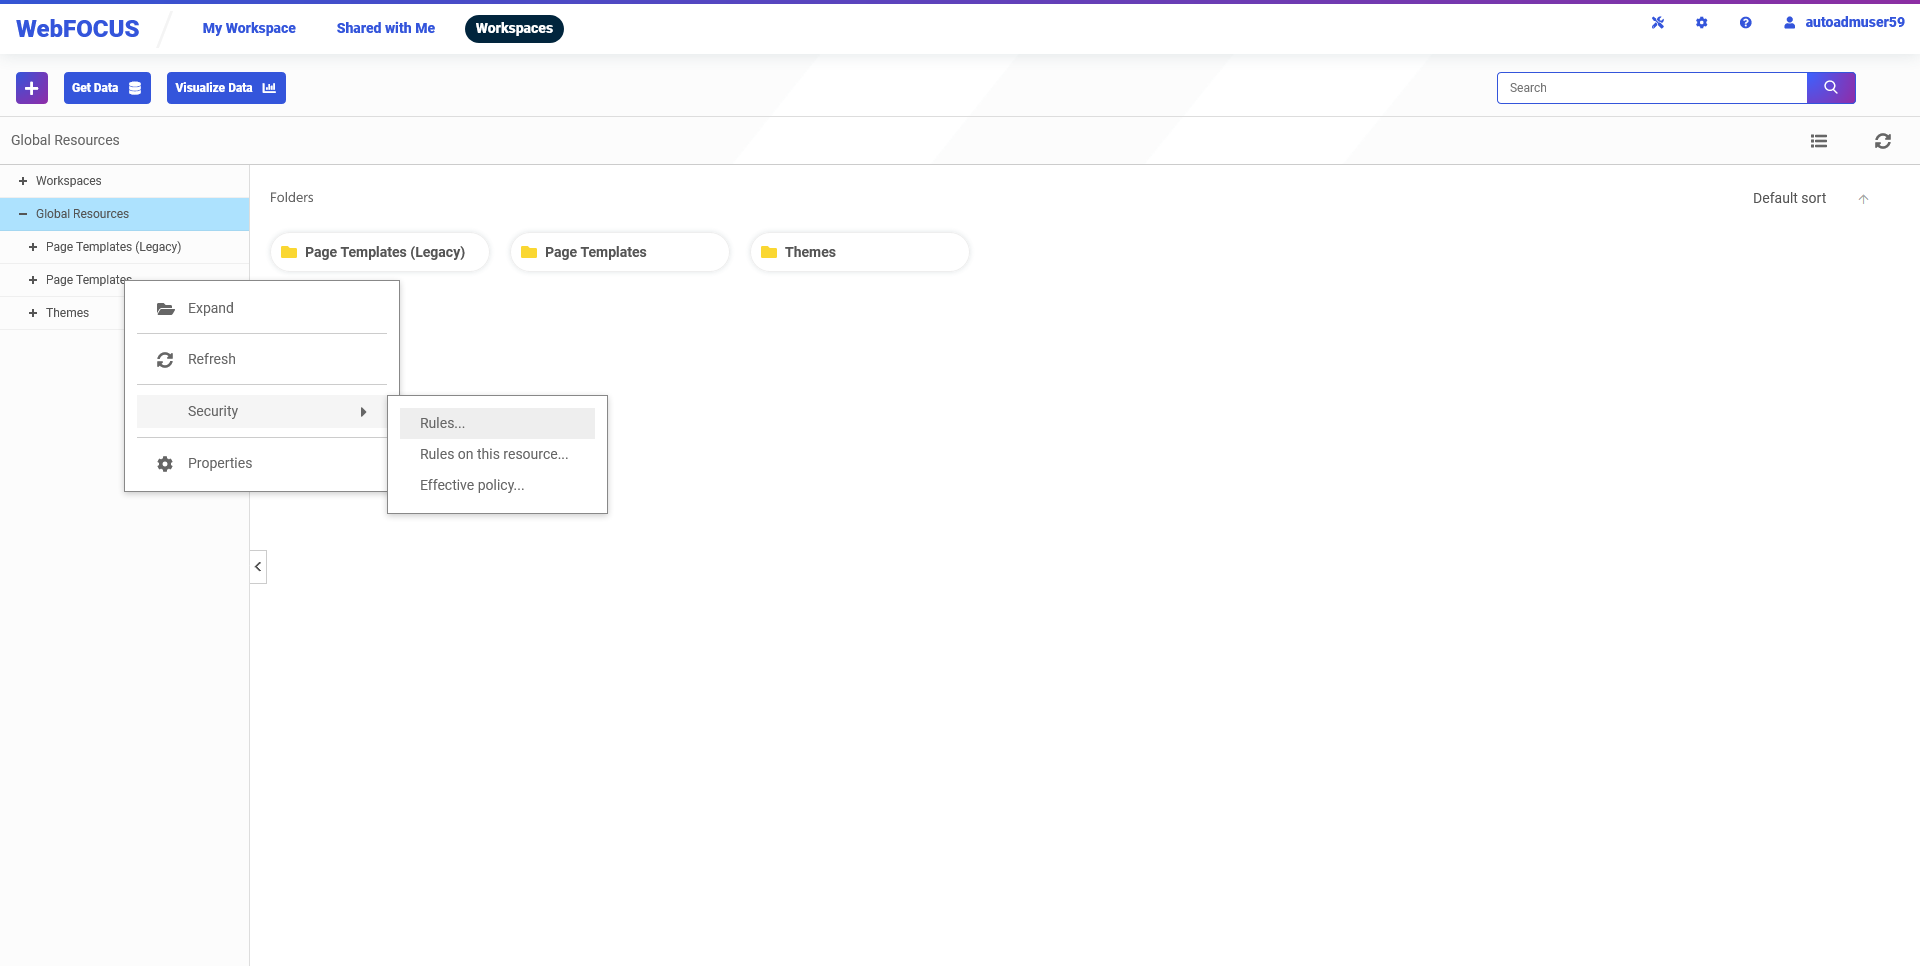 WebFOCUS
My Workspace
Shared with Me
Workspaces
autoadmuser59
Get Data
Visualize Data
Search
Global Resources
Workspaces
Global Resources
Page Templates (Legacy)
Page Templates
Themes
Folders
Default sort
Page Templates (Legacy)
Page Templates
Themes
Expand
Refresh
Security
Properties
Rules...
Rules on this resource...
Effective policy...